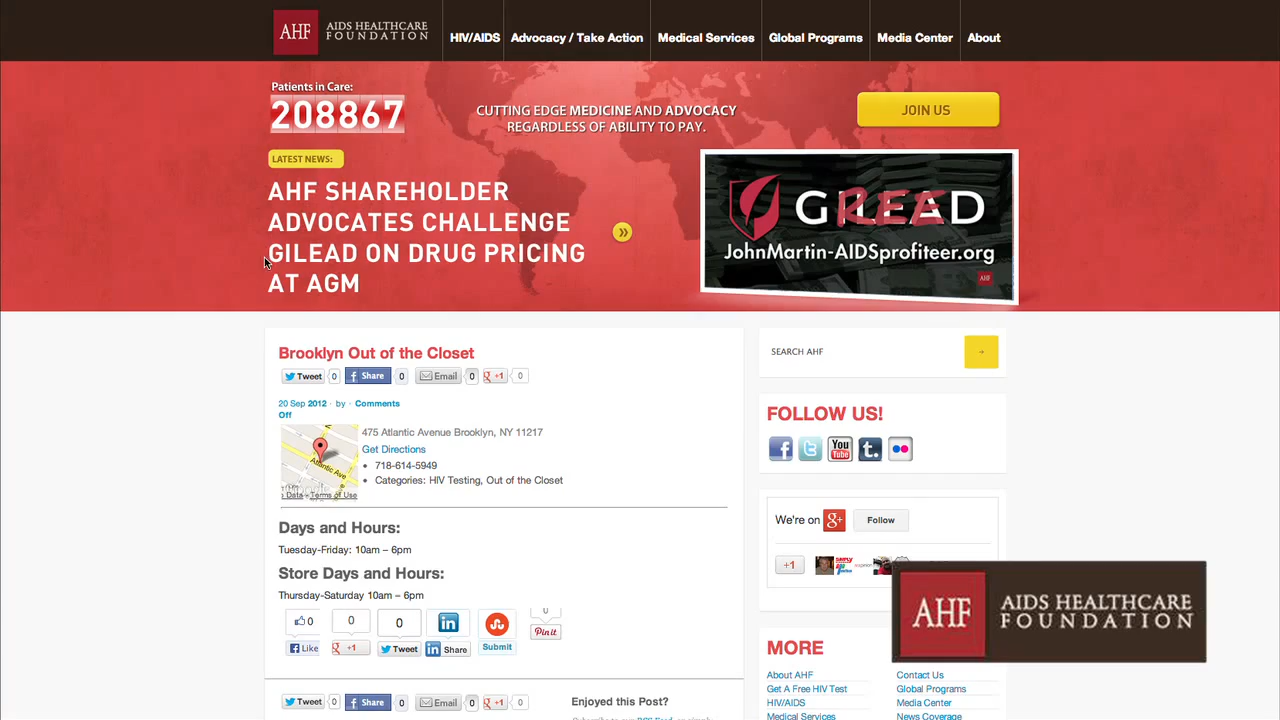 AHF AIDS HEALTHCARE
FOUNDATION
HIV/AIDS
Advocacy / Take Action
Medical Services
Global Programs
Media Center
About
Patients in Care:
208867
CUTTING EDGE MEDICINE AND ADVOCACY
REGARDLESS OF ABILITY TO PAY.
JOIN US
LATEST NEWS:
AHF SHAREHOLDER
ADVOCATES CHALLENGE
GILEAD ON DRUG PRICING
AT AGM
»
GILEAD
REE
JohnMartin-AIDSprofiteer.org
AHF
Brooklyn Out of the Closet
Tweet 0 Share 0 Email 0 +1 0
20 Sep 2012 · by · Comments
Off
475 Atlantic Avenue Brooklyn, NY 11217
Get Directions
• 718-614-5949
• Categories: HIV Testing, Out of the Closet
Atlantic Ave
Data - Terms of Use
Days and Hours:
Tuesday-Friday: 10am – 6pm
Store Days and Hours:
Thursday-Saturday 10am – 6pm
0 0 0 in 0
Like +1 Tweet in Share Submit Pin it
Tweet 0 Share 0 Email 0 +1 0
Enjoyed this Post?
SEARCH AHF
FOLLOW US!
f t You Tube t.
We're on g+ Follow
+1
AHF AIDS HEALTHCARE
FOUNDATION
MORE
About AHF
Get A Free HIV Test
HIV/AIDS
Medical Services
Contact Us
Global Programs
Media Center
News Coverage